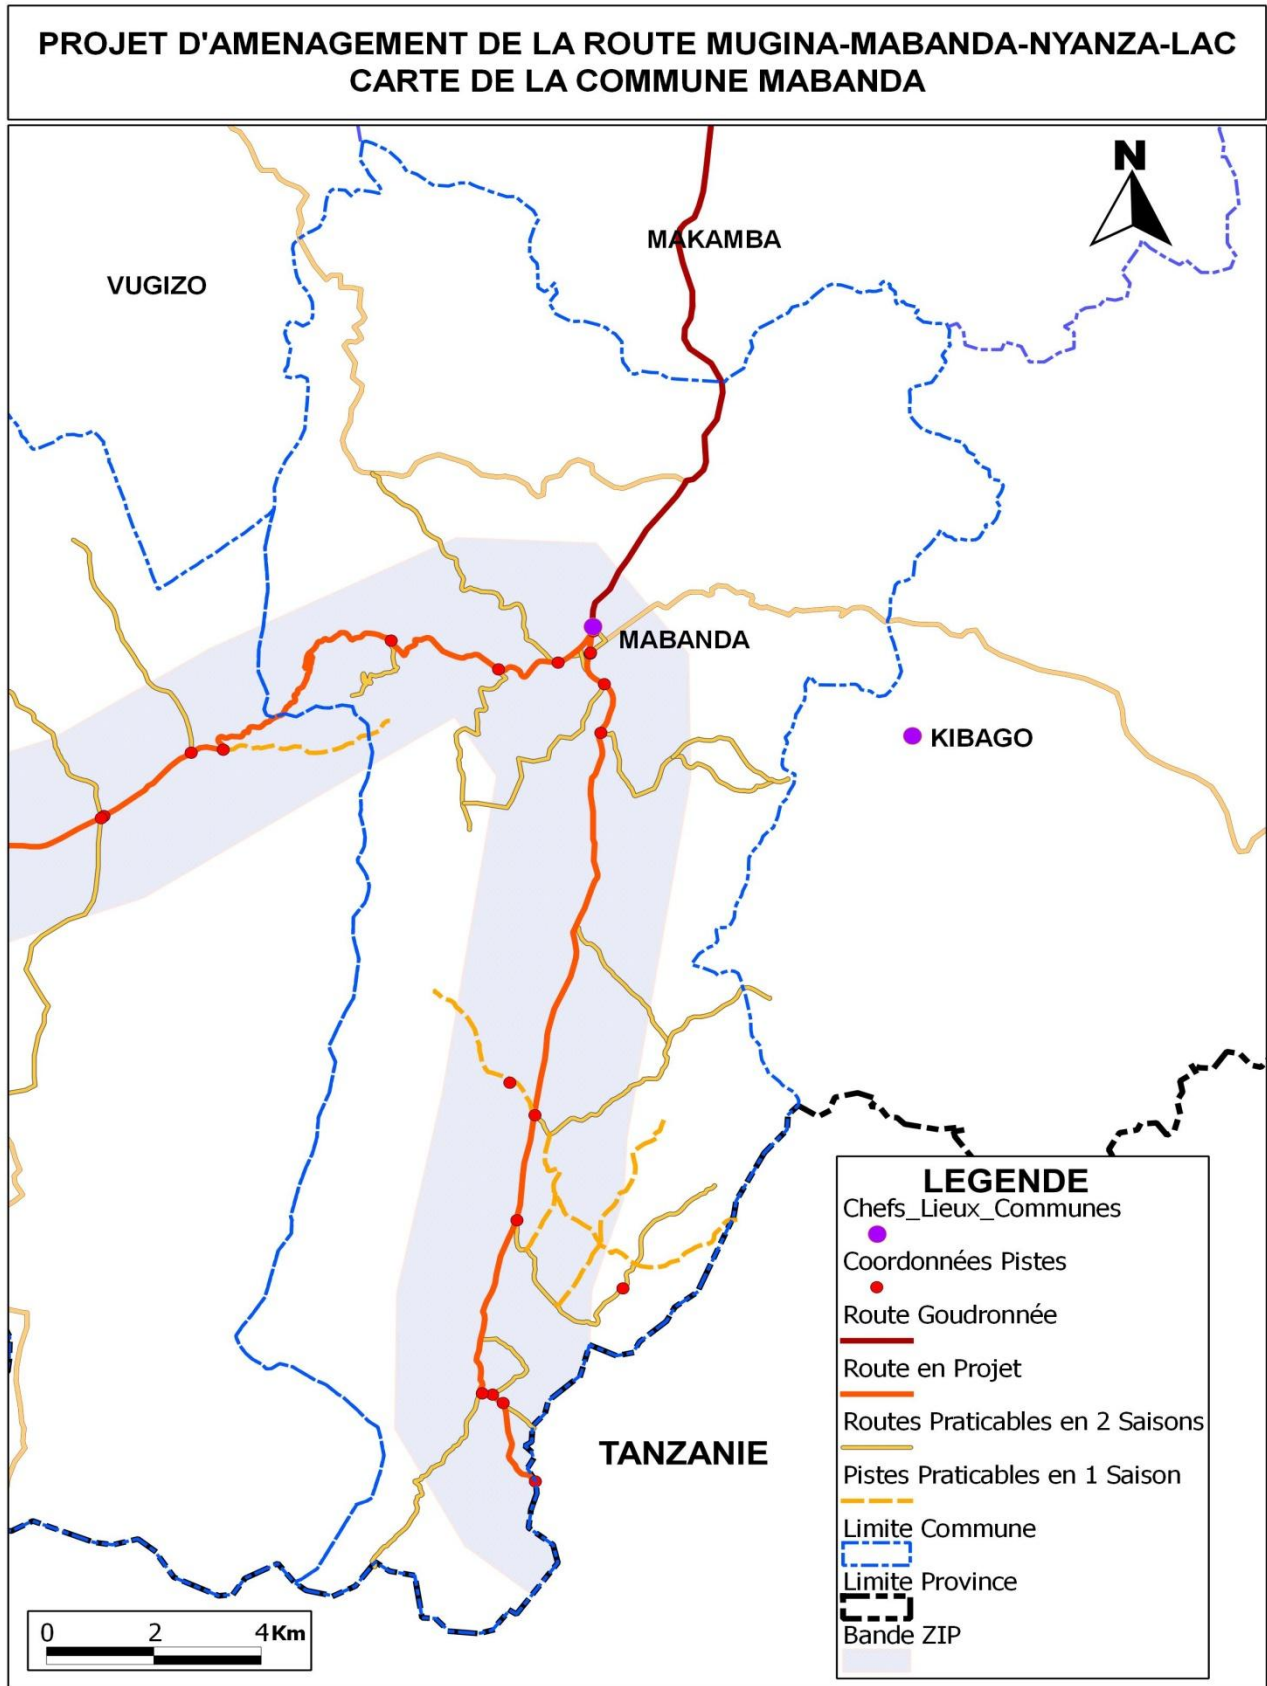 PROJET D'AMENAGEMENT DE LA ROUTE MUGINA-MABANDA-NYANZA-LAC
CARTE DE LA COMMUNE MABANDA
N
MAKAMBA
VUGIZO
MABANDA
KIBAGO
TANZANIE
LEGENDE
Chefs_Lieux_Communes
Coordonnées Pistes
Route Goudronnée
Route en Projet
Routes Praticables en 2 Saisons
Pistes Praticables en 1 Saison
Limite Commune
Limite Province
Bande ZIP
0 2 4 Km